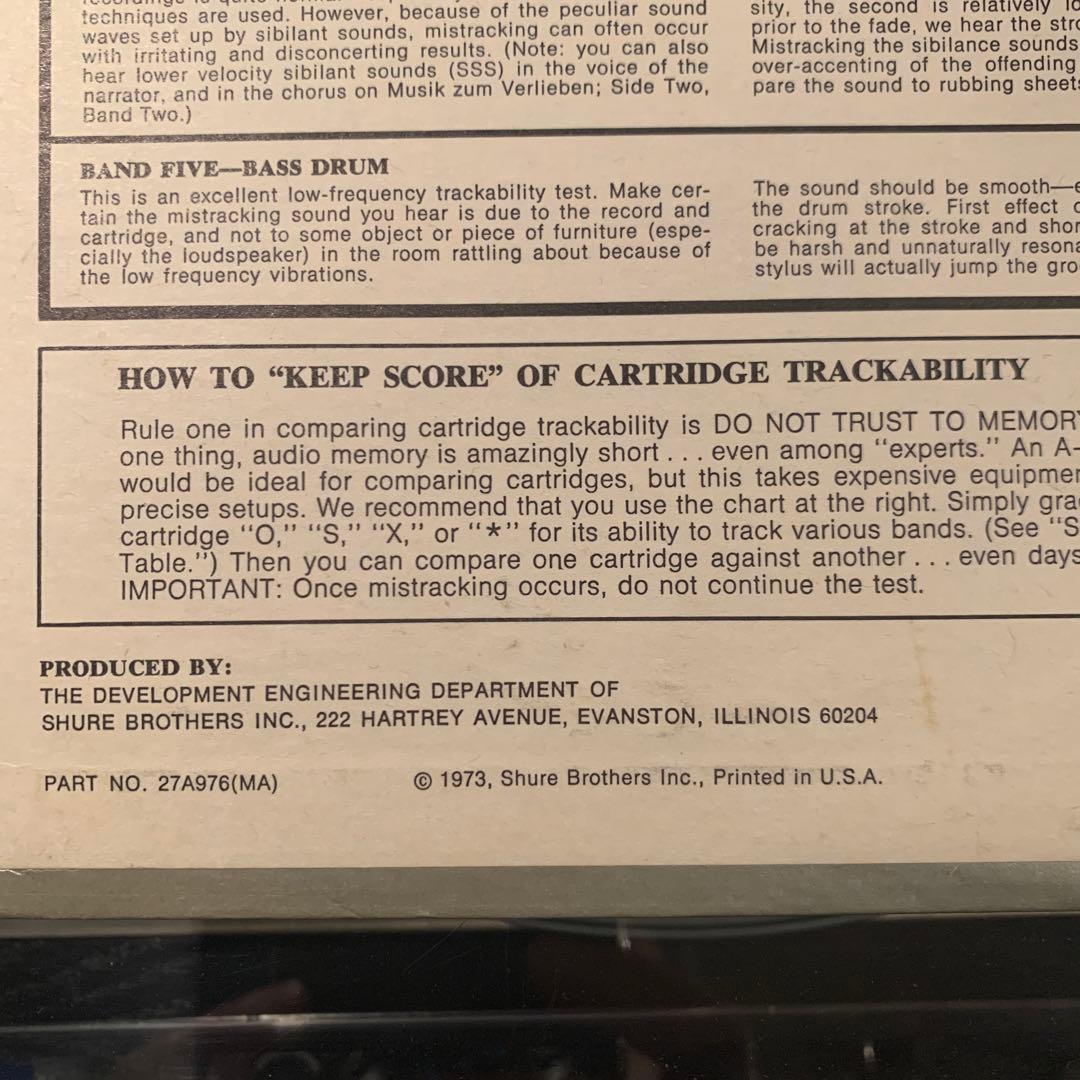 techniques are used. However, because of the peculiar sound
waves set up by sibilant sounds, mistracking can often occur
with irritating and disconcerting results. (Note: you can also
hear lower velocity sibilant sounds (SSS) in the voice of the
narrator, and in the chorus on Musik zum Verlieben; Side Two,
Band Two.)
sity, the second is relatively
prior to the fade, we hear the
Mistracking the sibilance sounds
over-accenting of the offending
pare the sound to rubbing
BAND FIVE—BASS DRUM
This is an excellent low-frequency trackability test. Make cer-
tain the mistracking sound you hear is due to the record and
cartridge, and not to some object or piece of furniture (espe-
cially the loudspeaker) in the room rattling about because of
the low frequency vibrations.
The sound should be smooth—
the drum stroke. First effect
cracking at the stroke and
be harsh and unnaturally
stylus will actually jump the
HOW TO “KEEP SCORE” OF CARTRIDGE TRACKABILITY
Rule one in comparing cartridge trackability is DO NOT TRUST TO MEMORY
one thing, audio memory is amazingly short . . . even among “experts.” An A-
would be ideal for comparing cartridges, but this takes expensive
precise setups. We recommend that you use the chart at the right. Simply
cartridge “O,” “S,” “X,” or “*” for its ability to track various bands. (See “S
Table.”) Then you can compare one cartridge against another . . . even days
IMPORTANT: Once mistracking occurs, do not continue the test.
PRODUCED BY:
THE DEVELOPMENT ENGINEERING DEPARTMENT OF
SHURE BROTHERS INC., 222 HARTREY AVENUE, EVANSTON, ILLINOIS 60204
PART NO. 27A976(MA) © 1973, Shure Brothers Inc., Printed in U.S.A.